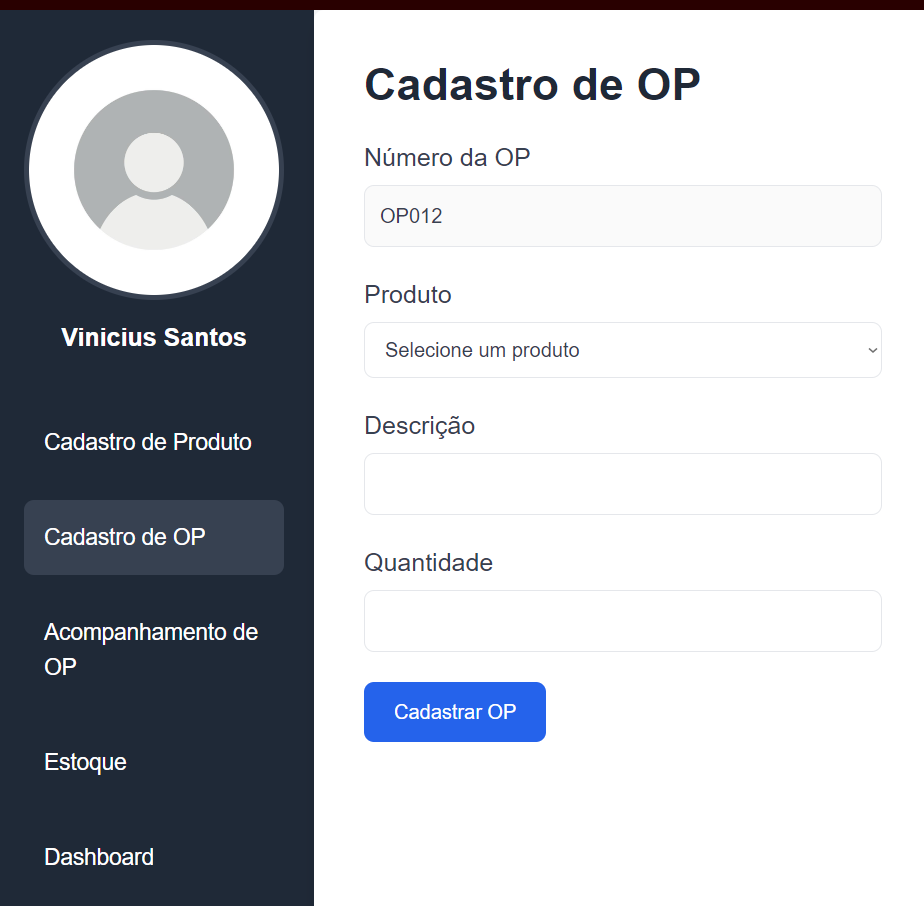 Vinicius Santos
Cadastro de Produto
Cadastro de OP
Acompanhamento de
OP
Estoque
Dashboard
Cadastro de OP
Número da OP
OP012
Produto
Selecione um produto
Descrição
Quantidade
Cadastrar OP